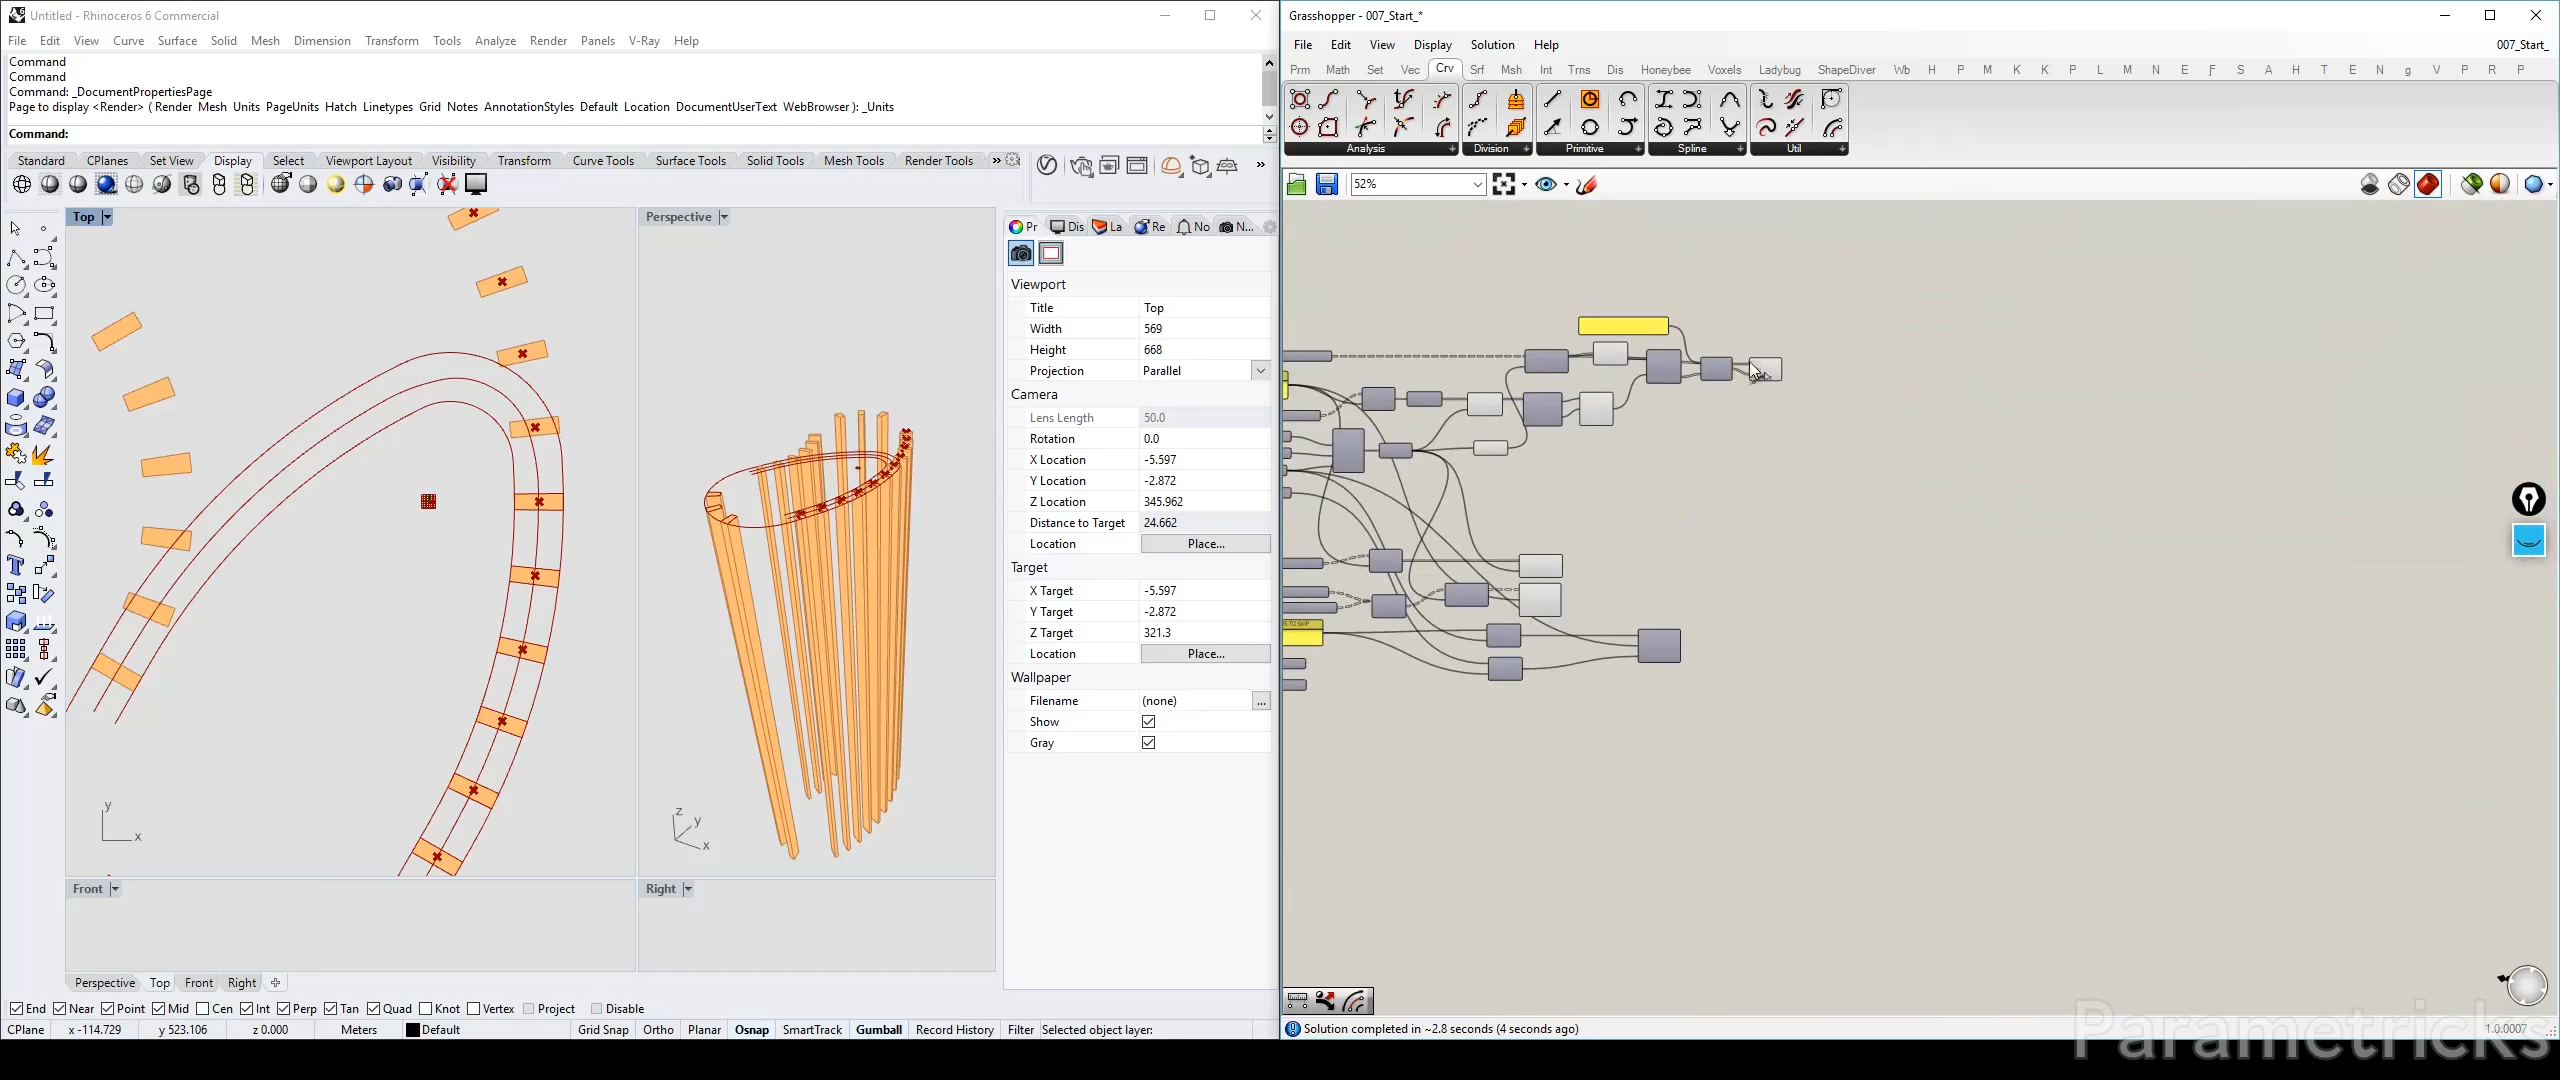 Untitled - Rhinoceros 6 Commercial
File Edit View Curve Surface Solid Mesh Dimension Transform Tools Analyze Render Panels V-Ray Help
Command
Command
Command: _DocumentPropertiesPage
Page to display <Render> ( Render Mesh Units PageUnits Hatch Linetypes Grid Notes AnnotationStyles Default Location DocumentUserText WebBrowser ): _Units
Command:
Standard CPlanes Set View Display Select Viewport Layout Visibility Transform Curve Tools Surface Tools Solid Tools Mesh Tools Render Tools »
Top
Perspective
Pr Dis La Re No N...
Viewport
Title Top
Width 569
Height 668
Projection Parallel
Camera
Lens Length 50.0
Rotation 0.0
X Location -5.597
Y Location -2.872
Z Location 345.962
Distance to Target 24.662
Location Place...
Target
X Target -5.597
Y Target -2.872
Z Target 321.3
Location Place...
Wallpaper
Filename (none) ...
Show
Gray
y
x
z
y
x
Front
Right
Perspective Top Front Right
End Near Point Mid Cen Int Perp Tan Quad Knot Vertex Project Disable
CPlane x -114.729 y 523.106 z 0.000 Meters Default Grid Snap Ortho Planar Osnap SmartTrack Gumball Record History Filter Selected object layer:
Grasshopper - 007_Start_*
File Edit View Display Solution Help
007_Start_
Prm Math Set Vec Crv Srf Msh Int Trns Dis Honeybee Voxels Ladybug ShapeDiver Wb H P M K K P L M N E F S A H T E N g V P R P
Analysis Division Primitive Spline Util
52%
IS TO SKIP
Solution completed in ~2.8 seconds (4 seconds ago)
1.0.0007
Parametricks